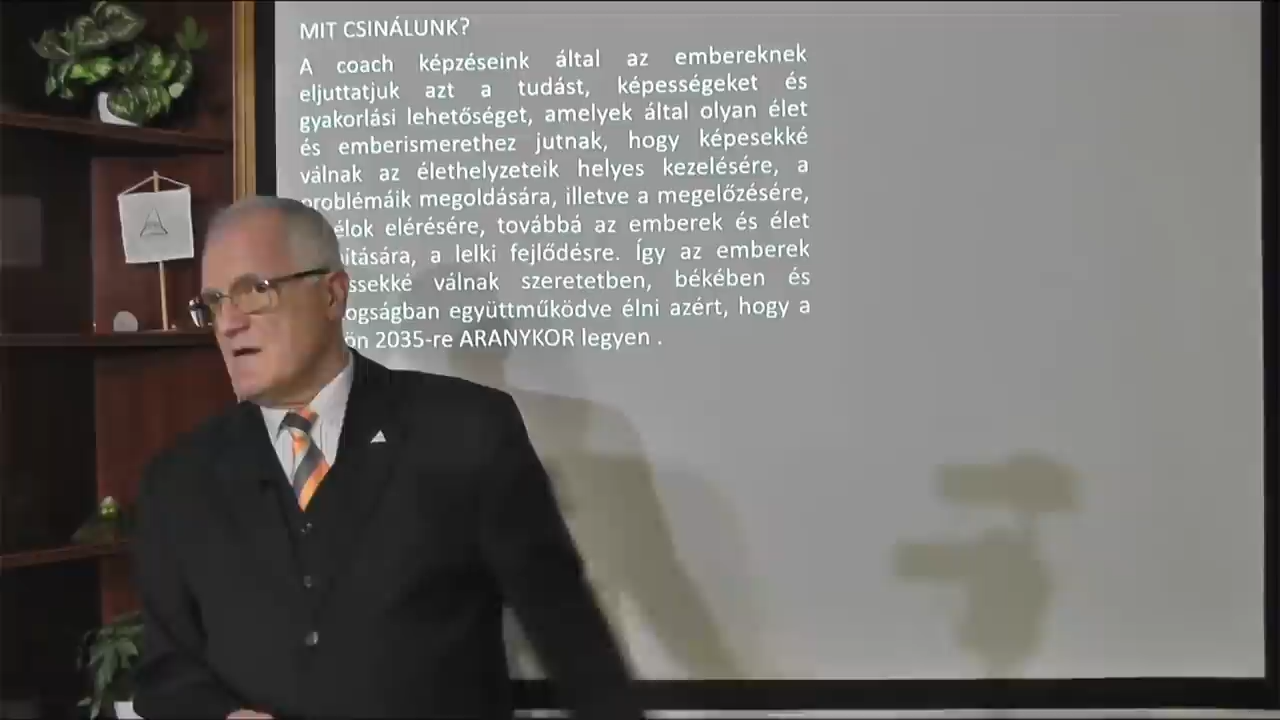 MIT CSINÁLUNK?
A coach képzéseink által az embereknek
eljuttatjuk azt a tudást, képességeket és
gyakorlási lehetőséget, amelyek által olyan élet
és emberismerethez jutnak, hogy képesekké
válnak az élethelyzeteik helyes kezelésére, a
problémáik megoldására, illetve a megelőzésére,
elérésére, továbbá az emberek és élet
a lelki fejlődésre. Így az emberek
válnak szeretetben, békében és
együttműködve élni azért, hogy a
2035-re ARANYKOR legyen .